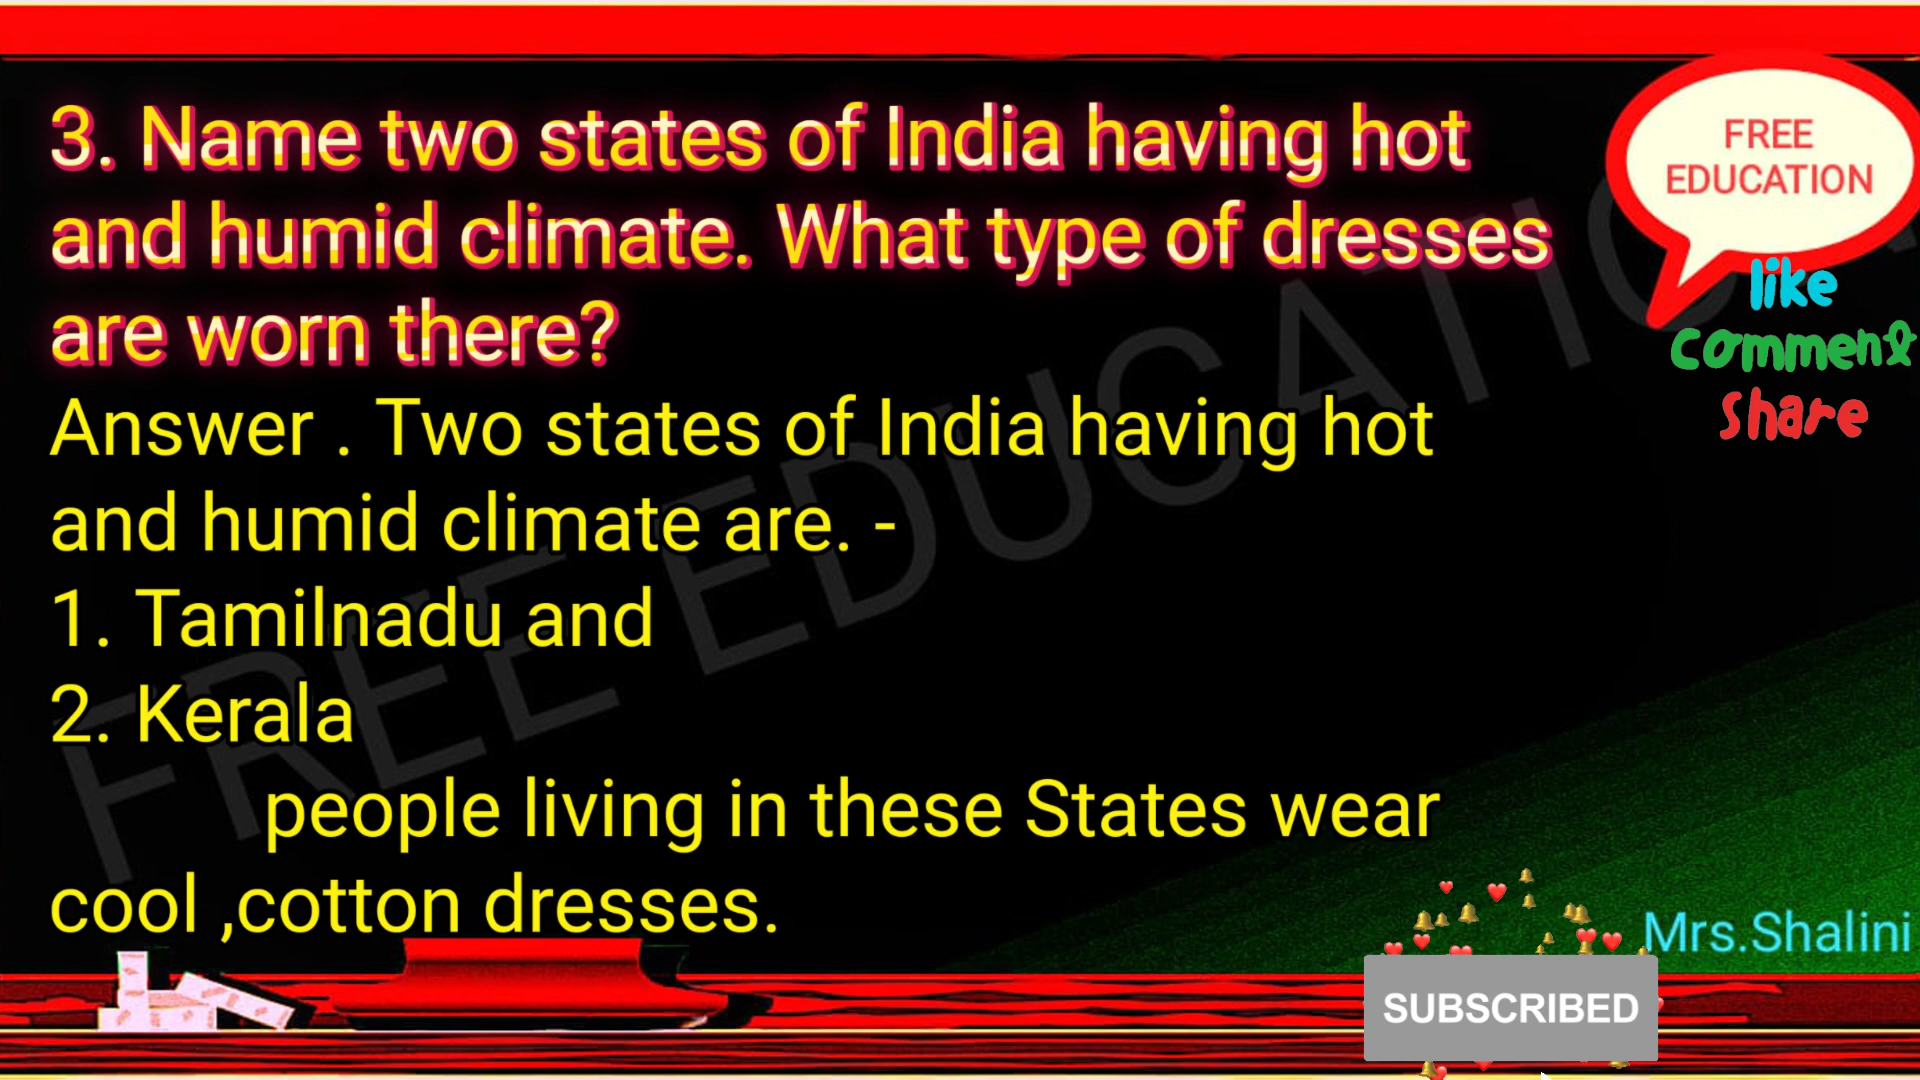 3. Name two states of India having hot
and humid climate. What type of dresses
are worn there?
Answer . Two states of India having hot
and humid climate are. -
1. Tamilnadu and
2. Kerala
people living in these States wear
cool ,cotton dresses.
FREE
EDUCATION
like
comment
share
FREE EDUCATIO
Mrs.Shalini
SUBSCRIBED